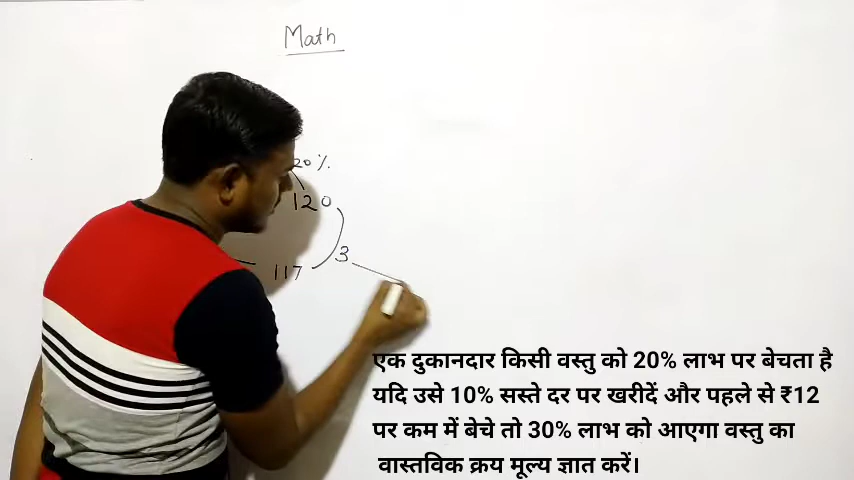 Math
20%
120
3
117
एक दुकानदार किसी वस्तु को 20% लाभ पर बेचता है
यदि उसे 10% सस्ते दर पर खरीदें और पहले से ₹12
पर कम में बेचे तो 30% लाभ को आएगा वस्तु का
वास्तविक क्रय मूल्य ज्ञात करें।